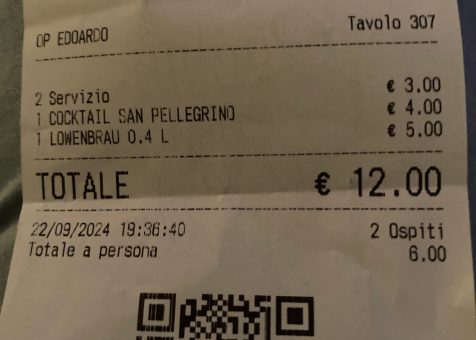 OP EDOARDO Tavolo 307
2 Servizio € 3.00
1 COCKTAIL SAN PELLEGRINO € 4.00
1 LOWENBRAU 0.4 L € 5.00
TOTALE € 12.00
22/09/2024 19:36:40 2 Ospiti
Totale a persona 6.00